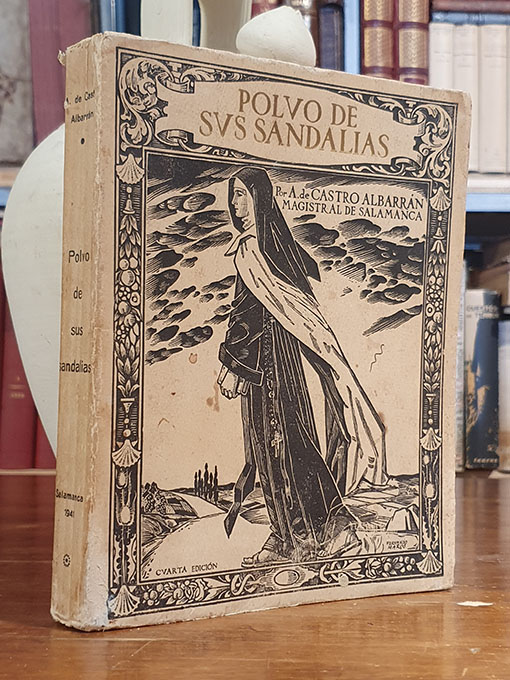 A. de Cast
Albarrán
Polvo
de
sus
sandalias
Salamanca
1941
POLVO DE
SVS SANDALIAS
Por A. de CASTRO ALBARRÁN
MAGISTRAL DE SALAMANCA
CVARTA EDICIÓN